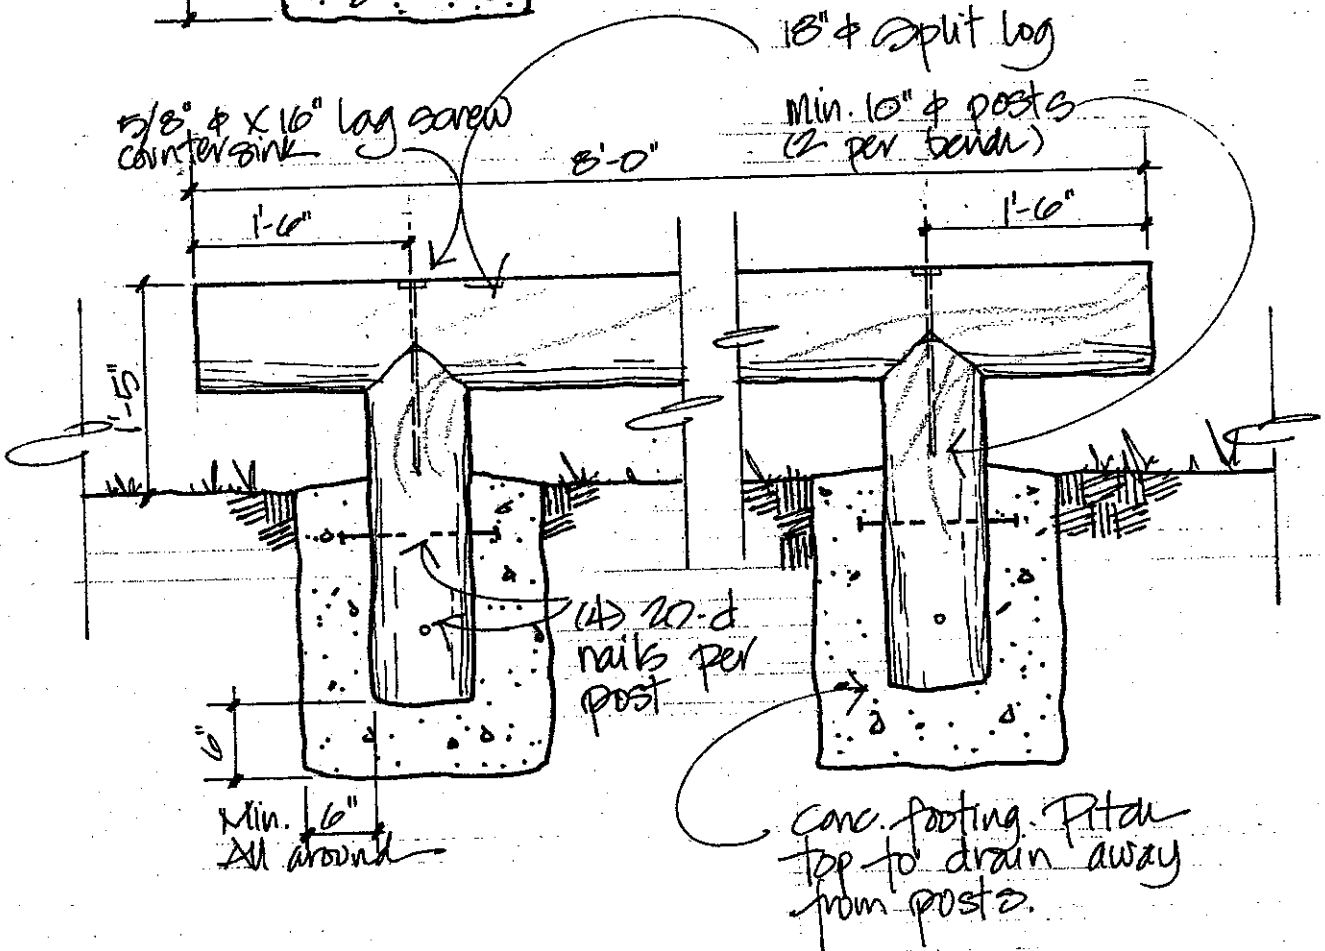 18"ϕ Split log
5/8"ϕ x 16" lag screw
countersink
Min. 10"ϕ posts
(2 per bench)
8'-0"
1'-6"
1'-6"
1'-5"
(4) 20-d
nails per
post
6"
Min. 6"
All around
Conc. footing. Pitch
top to drain away
from posts.